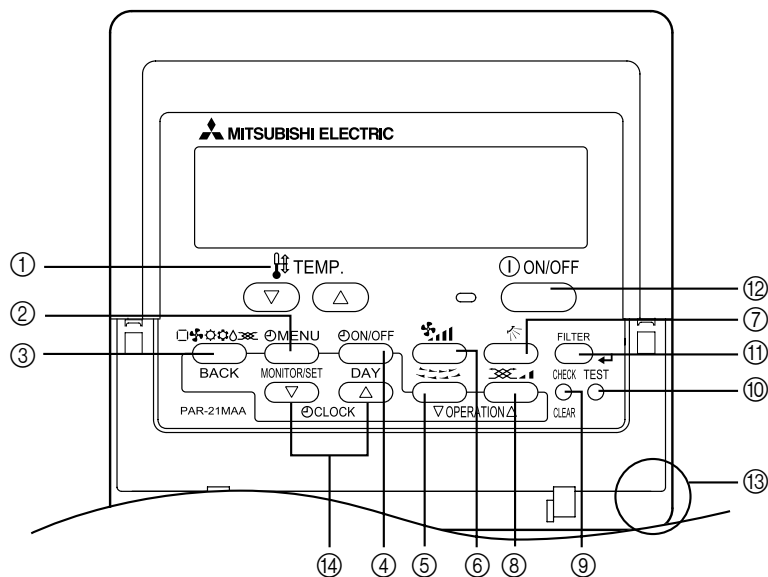 MITSUBISHI ELECTRIC
① TEMP. ON/OFF
⑫
② ⑦
MENU ON/OFF FILTER
③ ⑪
BACK MONITOR/SET DAY CHECK TEST
⑩
PAR-21MAA CLOCK ▽OPERATION△ CLEAR
⑬
⑭ ④ ⑤ ⑥ ⑧ ⑨